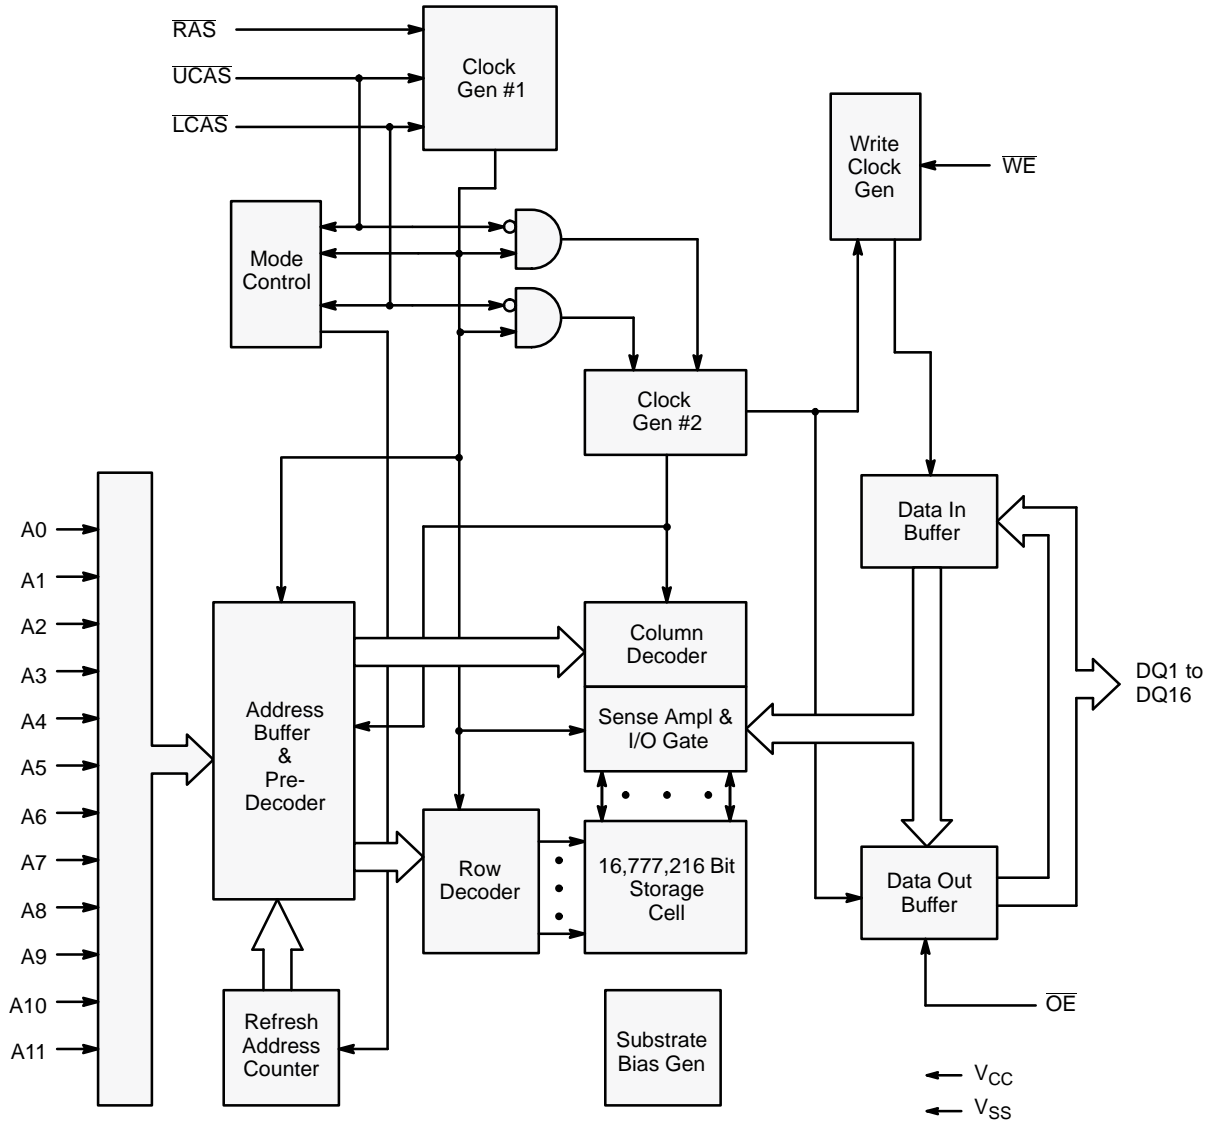 RAS
UCAS
LCAS
Clock
Gen #1
Write
Clock
Gen
WE
Mode
Control
Clock
Gen #2
Data In
Buffer
A0
A1
A2
A3
A4
A5
A6
A7
A8
A9
A10
A11
Address
Buffer
&
Pre-
Decoder
Column
Decoder
Sense Ampl &
I/O Gate
DQ1 to
DQ16
Row
Decoder
16,777,216 Bit
Storage
Cell
Data Out
Buffer
OE
Refresh
Address
Counter
Substrate
Bias Gen
VCC
VSS